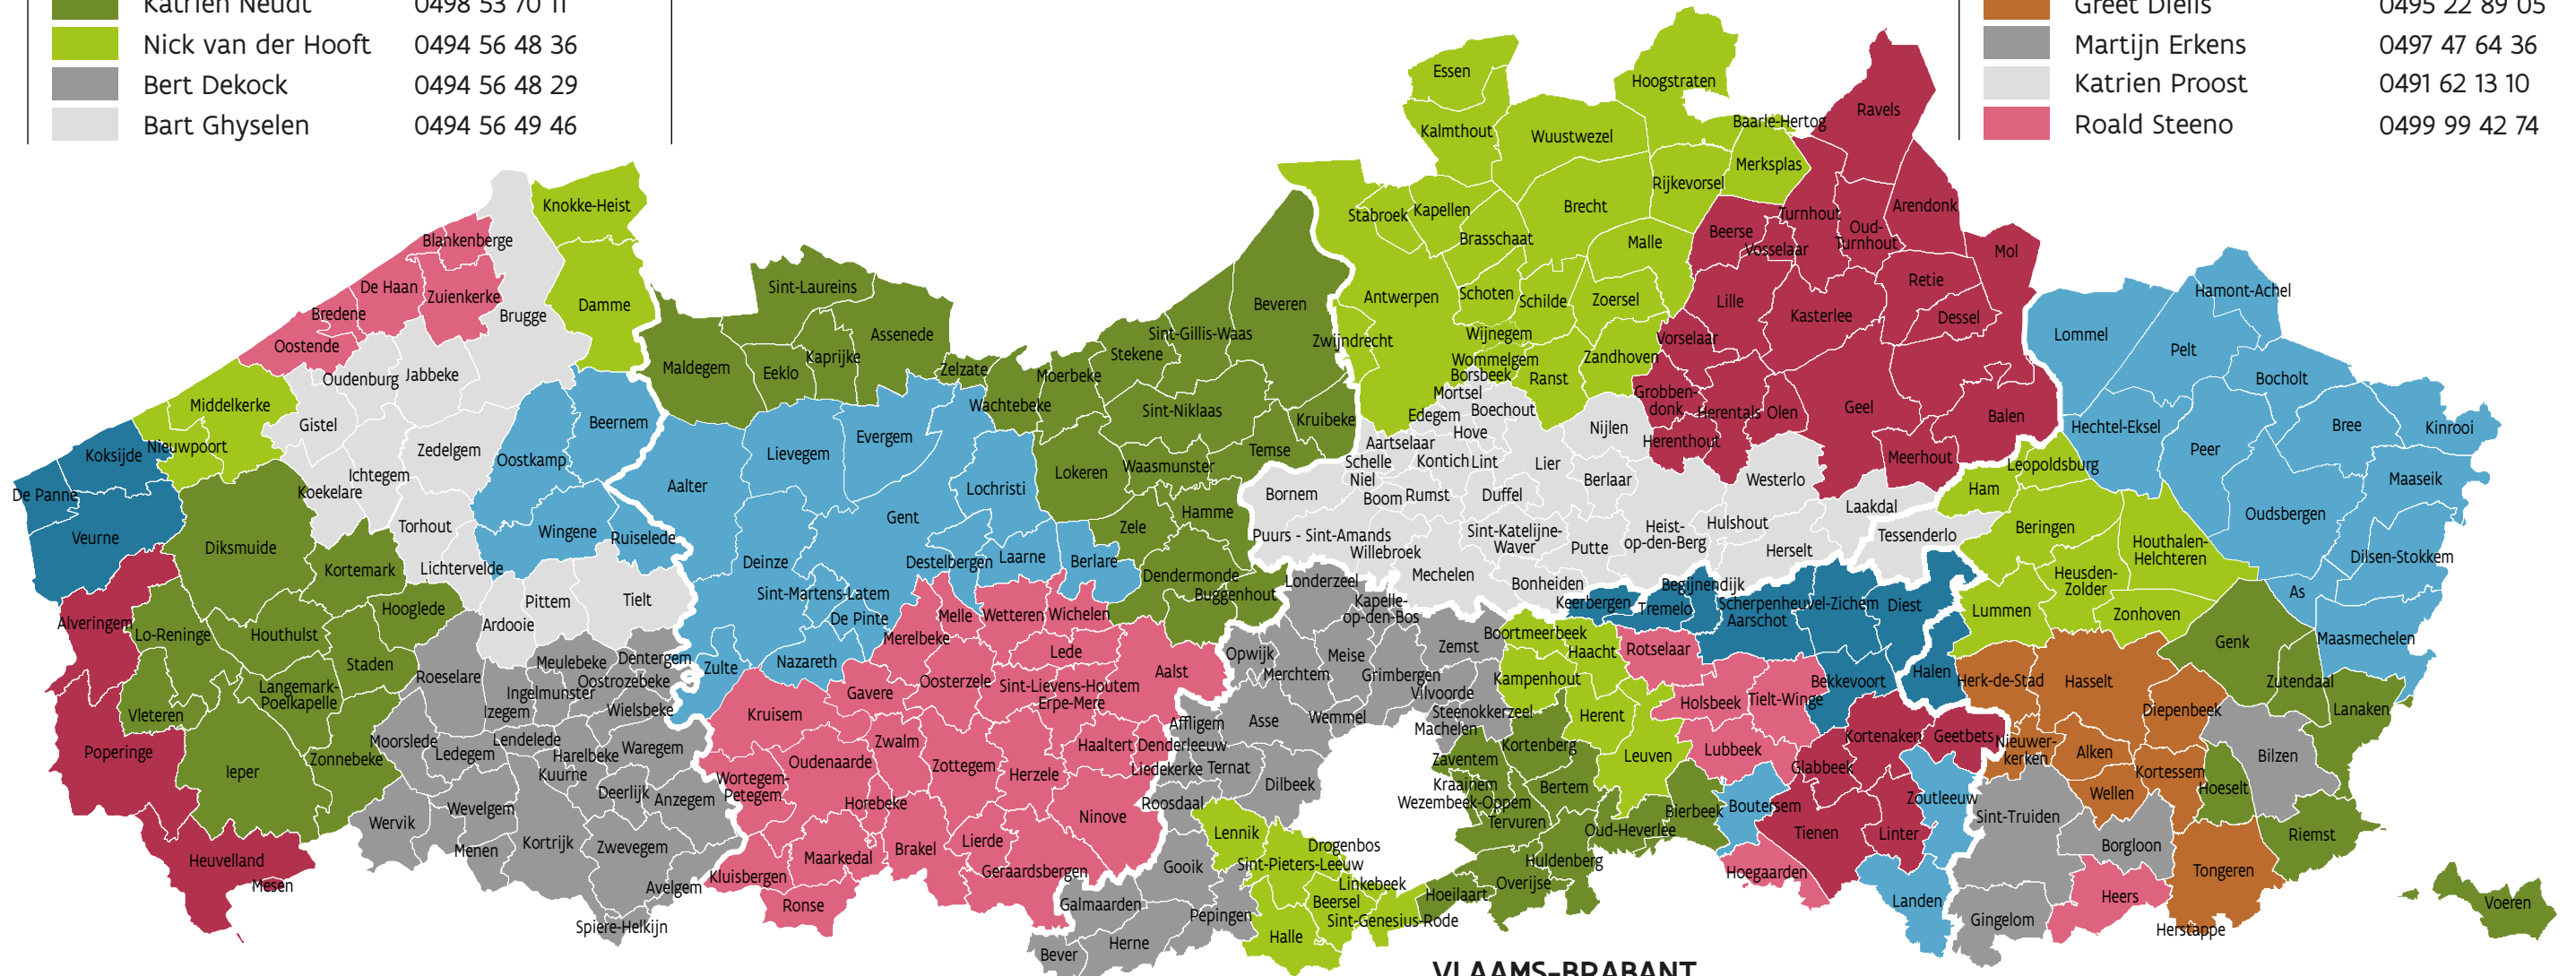 Katrien Neudt 0498 53 70 11
Nick van der Hooft 0494 56 48 36
Bert Dekock 0494 56 48 29
Bart Ghyselen 0494 56 49 46
Greet Dielis 0495 22 89 05
Martijn Erkens 0497 47 64 36
Katrien Proost 0491 62 13 10
Roald Steeno 0499 99 42 74
Knokke-Heist
Blankenberge
De Haan
Zuienkerke
Bredene
Brugge
Damme
Oostende
Oudenburg
Jabbeke
Middelkerke
Gistel
Beernem
Nieuwpoort
Koksijde
Zedelgem
Oostkamp
Ichtegem
Koekelare
De Panne
Veurne
Torhout
Wingene
Ruiselede
Diksmuide
Kortemark
Lichtervelde
Pittem
Tielt
Hooglede
Ardooie
Alveringem
Lo-Reninge
Houthulst
Staden
Roeselare
Meulebeke
Dentergem
Oostrozebeke
Ingelmunster
Langemark-
Poelkapelle
Izegem
Wielsbeke
Vleteren
Poperinge
Ieper
Zonnebeke
Moorslede
Ledegem
Lendelede
Harelbeke
Kuurne
Waregem
Deerlijk
Anzegem
Wevelgem
Wervik
Menen
Kortrijk
Zwevegem
Avelgem
Spiere-Helkijn
Heuvelland
Mesen
Sint-Laureins
Assenede
Kaprijke
Eeklo
Maldegem
Zelzate
Wachtebeke
Moerbeke
Stekene
Sint-Gillis-Waas
Beveren
Sint-Niklaas
Kruibeke
Temse
Lokeren
Waasmunster
Hamme
Zele
Dendermonde
Buggenhout
Evergem
Lievegem
Aalter
Lochristi
Gent
Deinze
Destelbergen
Laarne
Berlare
Sint-Martens-Latem
De Pinte
Nazareth
Zulte
Melle
Wetteren
Wichelen
Merelbeke
Lede
Aalst
Oosterzele
Gavere
Sint-Lievens-Houtem
Erpe-Mere
Kruisem
Zwalm
Oudenaarde
Zottegem
Herzele
Haaltert
Denderleeuw
Wortegem-
Petegem
Horebeke
Ninove
Brakel
Lierde
Maarkedal
Geraardsbergen
Kluisbergen
Ronse
Essen
Hoogstraten
Kalmthout
Wuustwezel
Baarle-Hertog
Merksplas
Rijkevorsel
Ravels
Stabroek
Kapellen
Brecht
Brasschaat
Malle
Turnhout
Beerse
Vosselaar
Oud-
Turnhout
Arendonk
Mol
Antwerpen
Schoten
Schilde
Zoersel
Lille
Retie
Dessel
Kasterlee
Zwijndrecht
Wijnegem
Wommelgem
Borsbeek
Ranst
Zandhoven
Vorselaar
Mortsel
Edegem
Boechout
Hove
Grobben-
donk
Herentals
Olen
Geel
Balen
Nijlen
Herenthout
Meerhout
Aartselaar
Schelle
Kontich
Lint
Lier
Niel
Boom
Rumst
Duffel
Berlaar
Westerlo
Laakdal
Bornem
Puurs - Sint-Amands
Willebroek
Sint-Katelijne-
Waver
Putte
Heist-
op-den-Berg
Hulshout
Herselt
Mechelen
Bonheiden
Londerzeel
Kapelle-
op-den-Bos
Opwijk
Merchtem
Meise
Grimbergen
Zemst
Vilvoorde
Steenokkerzeel
Machelen
Affligem
Asse
Wemmel
Liedekerke
Ternat
Dilbeek
Roosdaal
Lennik
Gooik
Drogenbos
Sint-Pieters-Leeuw
Linkebeek
Beersel
Sint-Genesius-Rode
Halle
Pepingen
Galmaarden
Herne
Bever
Keerbergen
Begijnendijk
Tremelo
Scherpenheuvel-Zichem
Aarschot
Diest
Boortmeerbeek
Haacht
Rotselaar
Kampenhout
Herent
Holsbeek
Tielt-Winge
Bekkevoort
Kortenberg
Leuven
Lubbeek
Kortenaken
Geetbets
Zaventem
Kraainem
Wezembeek-Oppem
Bertem
Tervuren
Bierbeek
Oud-Heverlee
Huldenberg
Overijse
Hoeilaart
Glabbeek
Boutersem
Tienen
Linter
Zoutleeuw
Hoegaarden
Landen
VLAAMS-BRABANT
Hamont-Achel
Lommel
Pelt
Bocholt
Hechtel-Eksel
Peer
Bree
Kinrooi
Maaseik
Leopoldsburg
Ham
Tessenderlo
Beringen
Houthalen-
Helchteren
Oudsbergen
Dilsen-Stokkem
Heusden-
Zolder
As
Lummen
Zonhoven
Genk
Maasmechelen
Halen
Herk-de-Stad
Hasselt
Zutendaal
Lanaken
Diepenbeek
Nieuwer-
kerken
Alken
Kortessem
Bilzen
Wellen
Hoeselt
Sint-Truiden
Borgloon
Riemst
Tongeren
Heers
Gingelom
Herstappe
Voeren